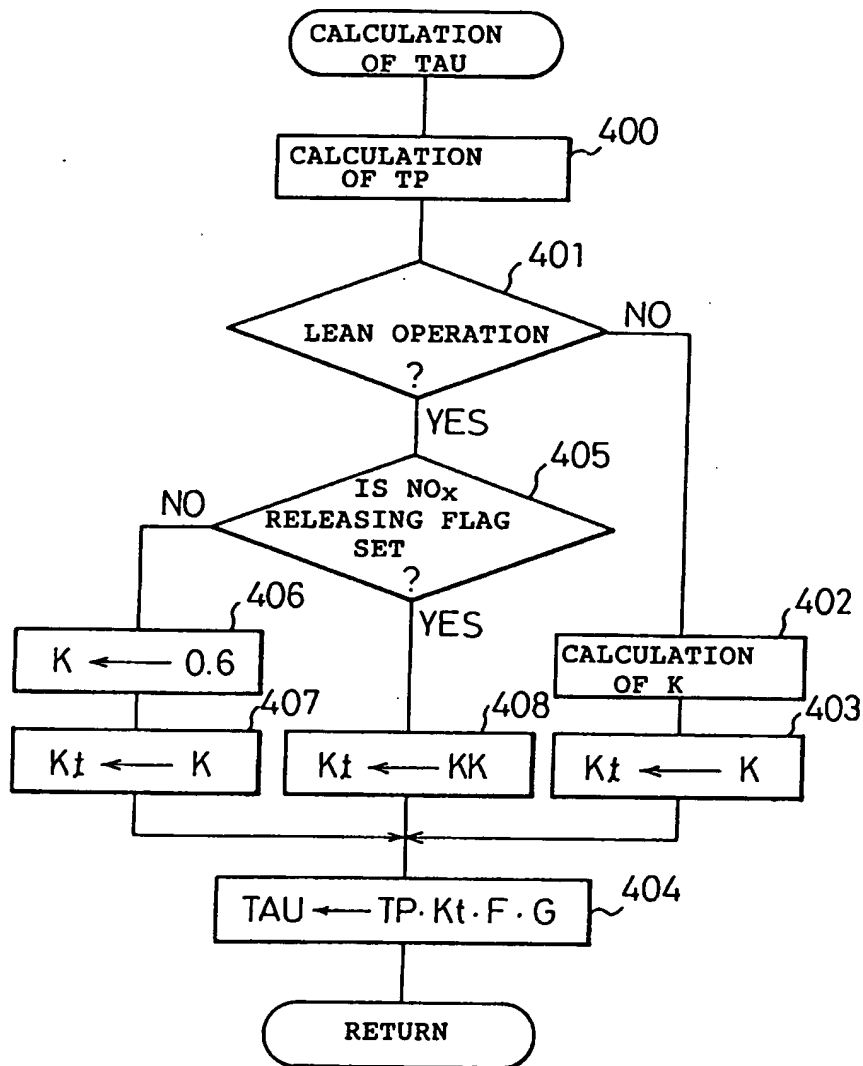 CALCULATION
OF TAU
400
CALCULATION
OF TP
401
LEAN OPERATION
?
NO
YES
405
IS NOx
RELEASING FLAG
SET
?
NO
YES
406
K ← 0.6
402
CALCULATION
OF K
407
Kt ← K
408
Kt ← KK
403
Kt ← K
404
TAU ← TP·Kt·F·G
RETURN